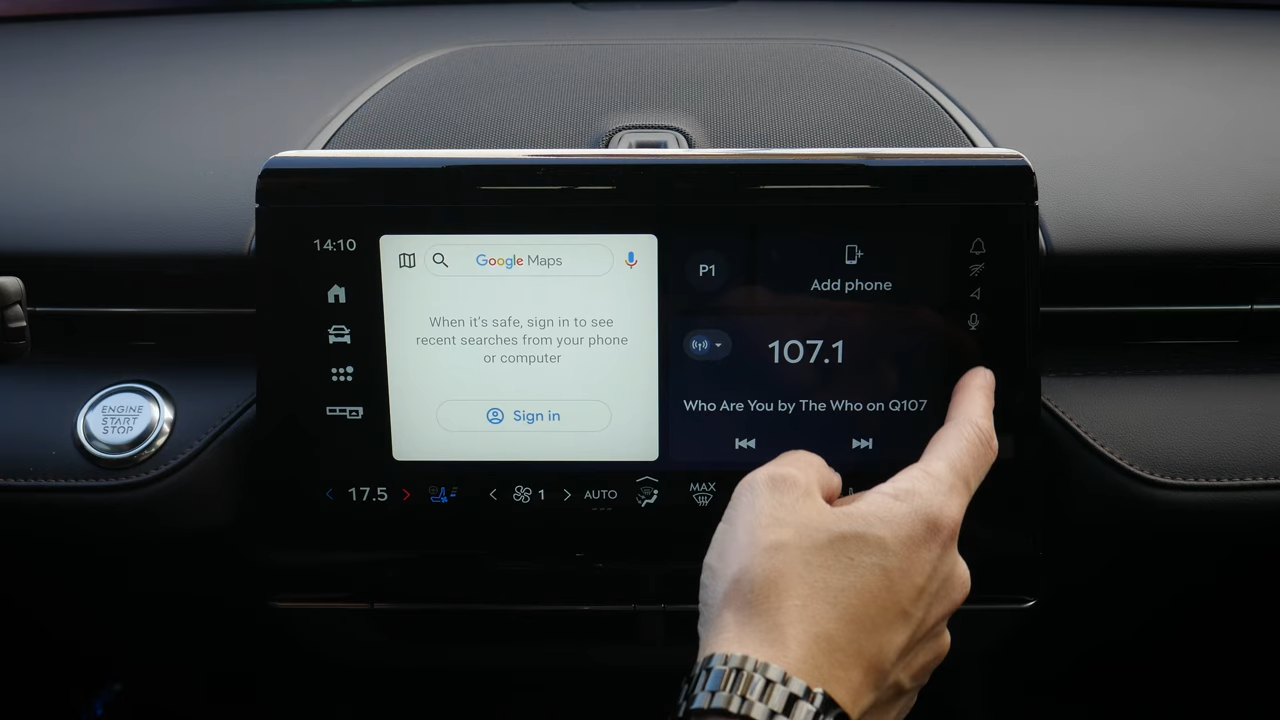 14:10
Google Maps
When it's safe, sign in to see
recent searches from your phone
or computer
Sign in
P1
Add phone
107.1
Who Are You by The Who on Q107
ENGINE
START
STOP
17.5
1
AUTO
MAX